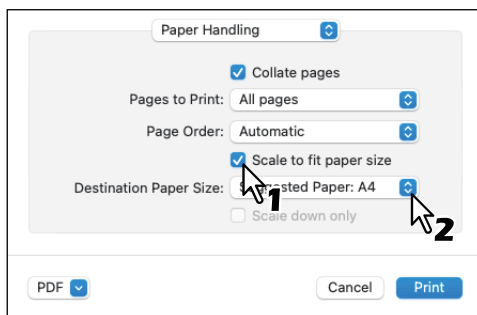 Paper Handling
Collate pages
Pages to Print: All pages
Page Order: Automatic
Scale to fit paper size
Destination Paper Size: Suggested Paper: A4
1
Scale down only
2
PDF
Cancel Print